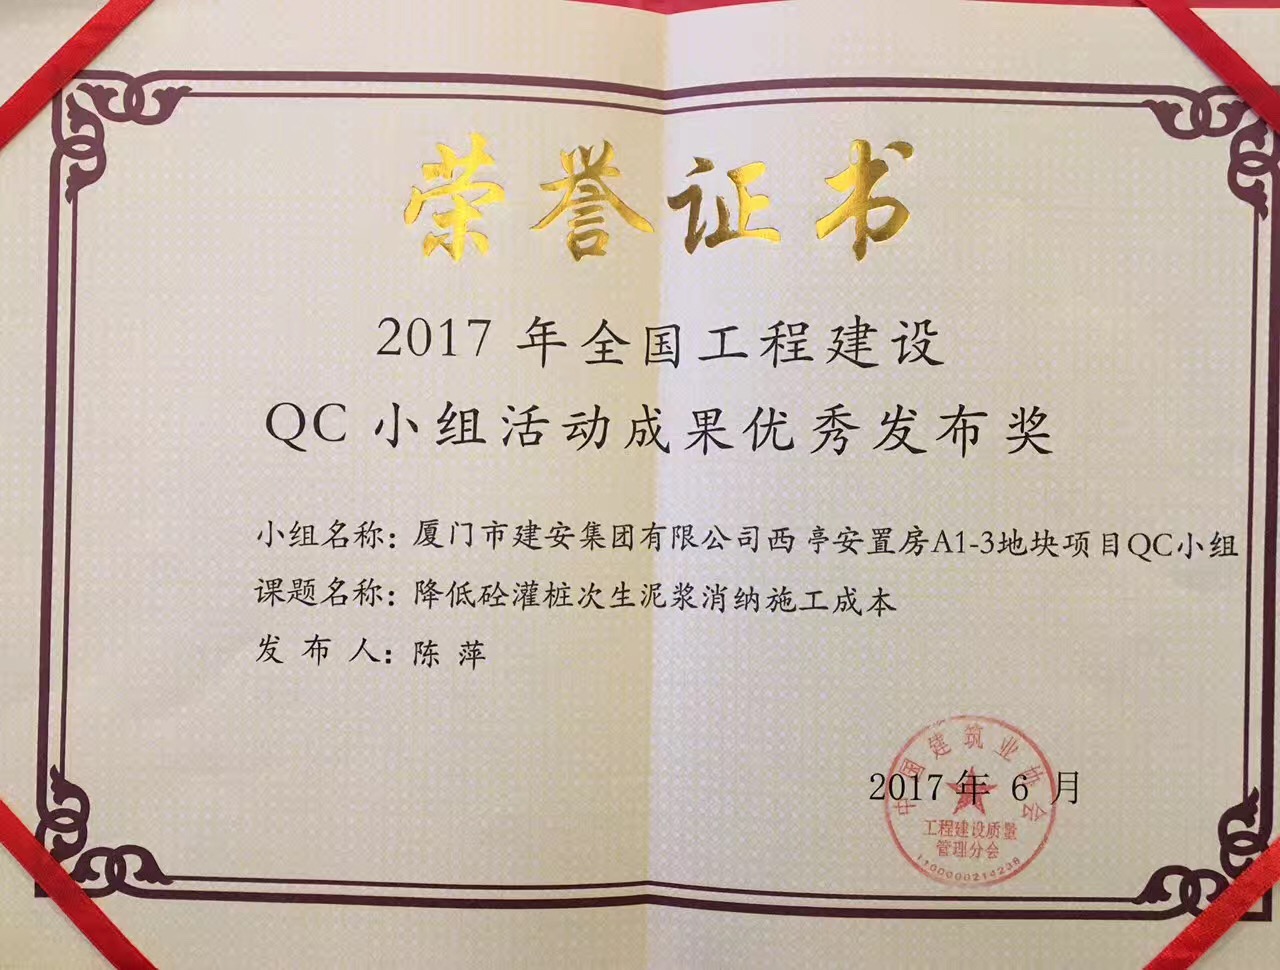 荣誉证书
2017 年全国工程建设
QC 小组活动成果优秀发布奖
小组名称：厦门市建安集团有限公司西亭安置房A1-3地块项目QC小组
课题名称：降低砼灌桩次生泥浆消纳施工成本
发 布 人：陈 萍
2017 年 6 月
中国建筑业协会
工程建设质量
管理分会
1100000214238